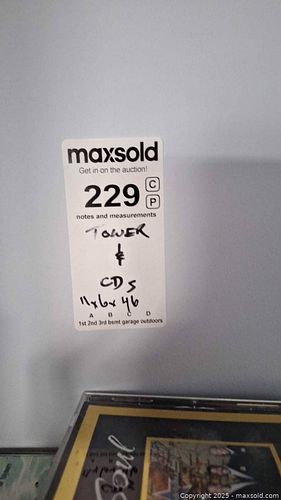 maxsold
Get in on the auction!
229 C
P
notes and measurements
TOWER
&
CDs
11x6x46
A B C D
1st 2nd 3rd bsmt garage outdoors
Copyright 2025 - maxsold.com